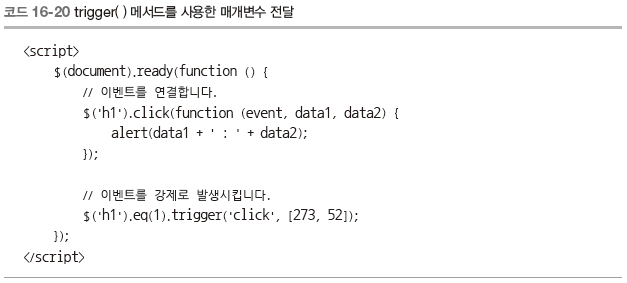 코드 16-20 trigger( ) 메서드를 사용한 매개변수 전달
<script>
$(document).ready(function () {
// 이벤트를 연결합니다.
$('h1').click(function (event, data1, data2) {
alert(data1 + ' : ' + data2);
});
// 이벤트를 강제로 발생시킵니다.
$('h1').eq(1).trigger('click', [273, 52]);
});
</script>